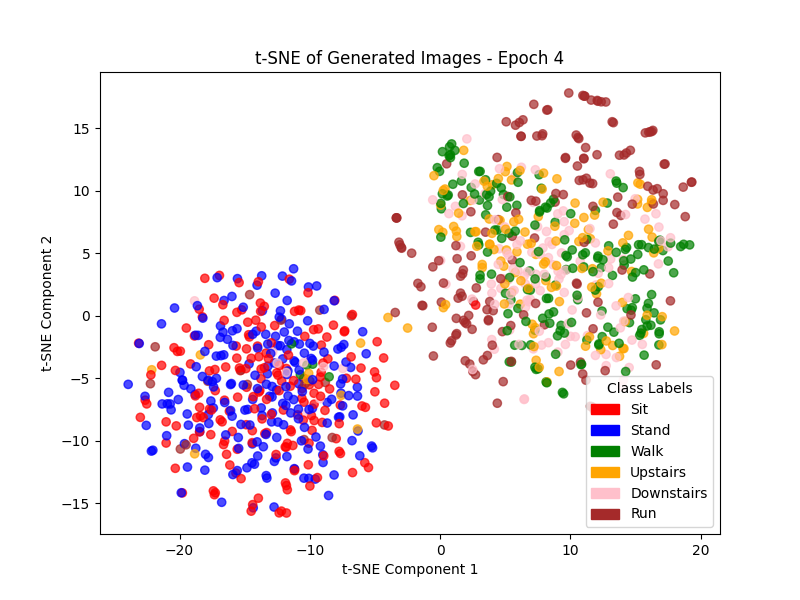 t-SNE of Generated Images - Epoch 4
t-SNE Component 2
15
10
5
0
−5
−10
−15
Class Labels
Sit
Stand
Walk
Upstairs
Downstairs
Run
−20
−10
0
10
20
t-SNE Component 1